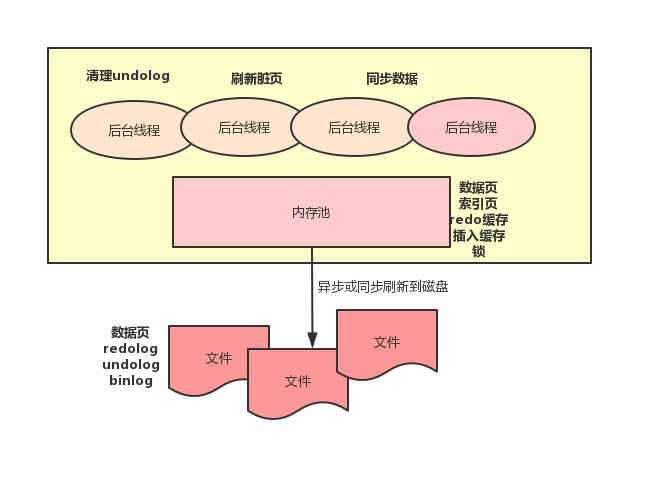 清理undolog
刷新脏页
同步数据
后台线程
后台线程
后台线程
后台线程
内存池
数据页
索引页
redo缓存
插入缓存
锁
异步或同步刷新到磁盘
数据页
redolog
undolog
binlog
文件
文件
文件